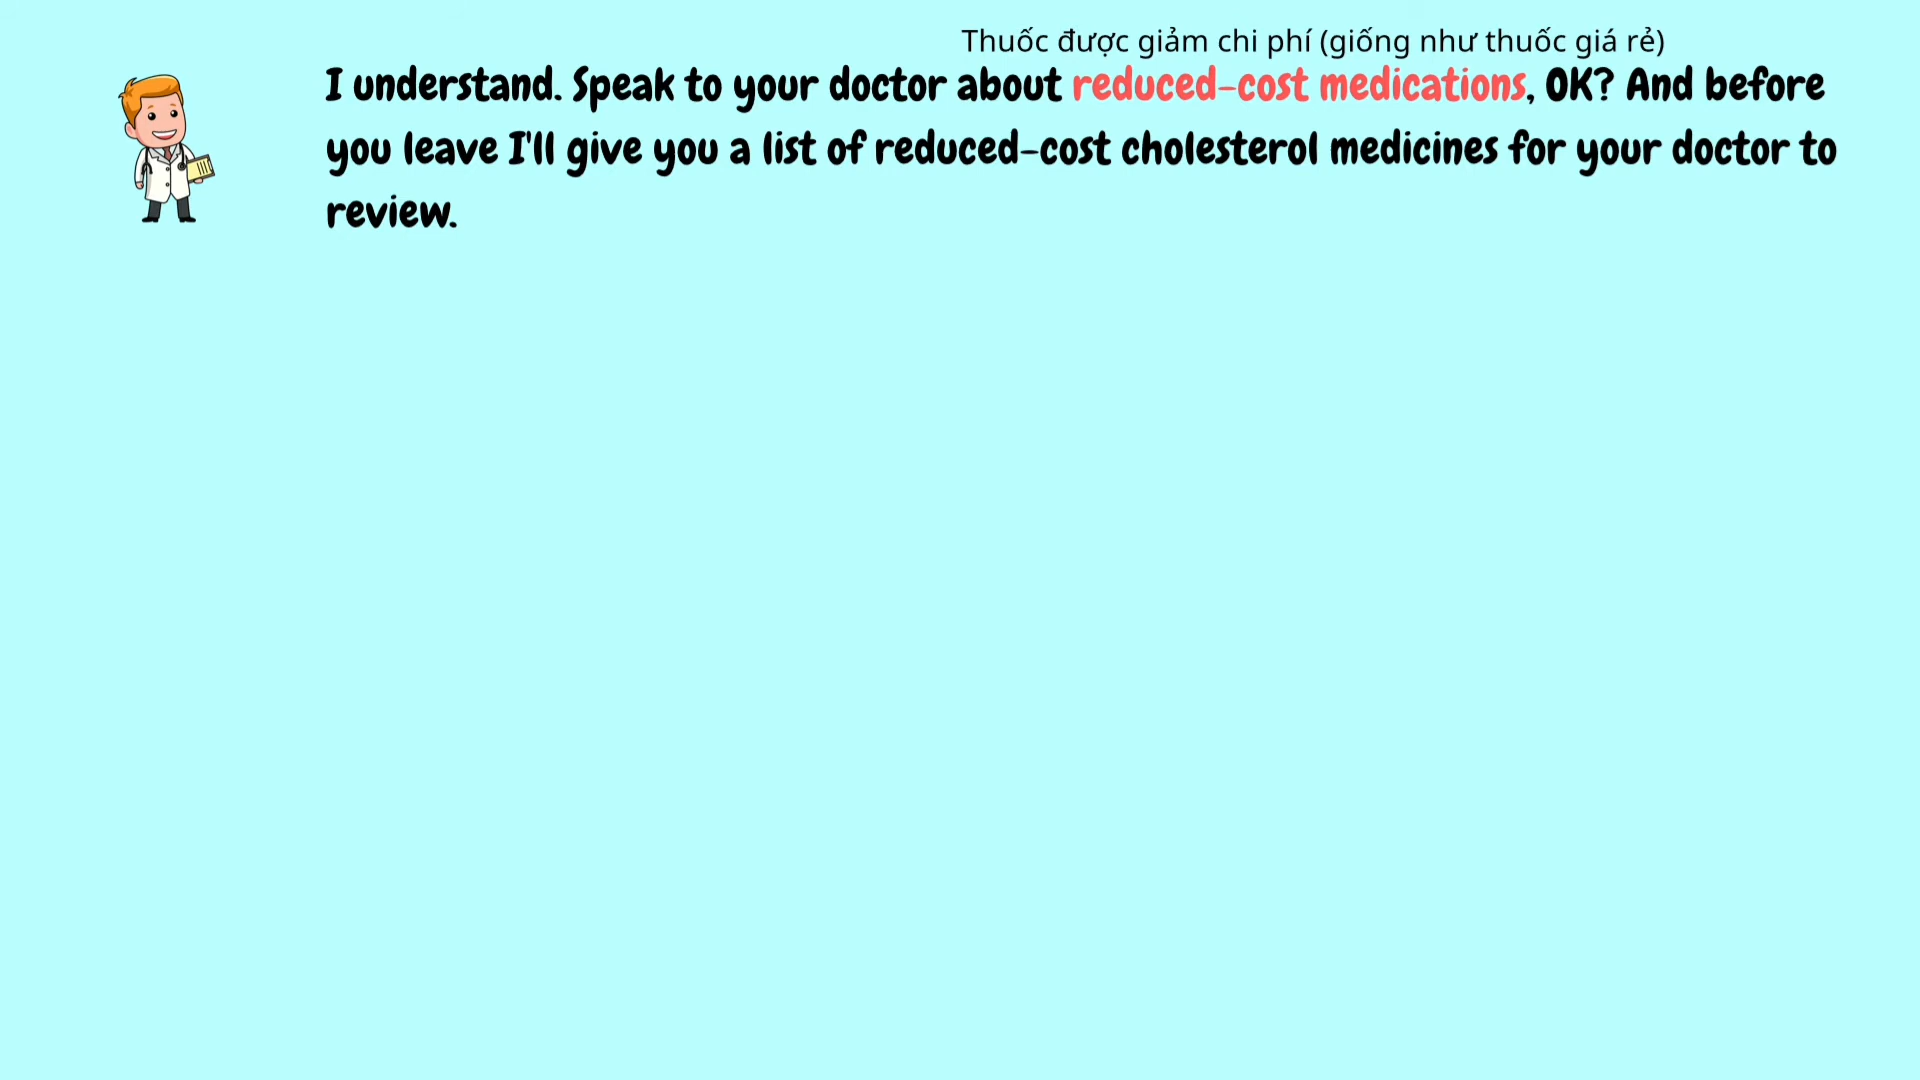 Thuốc được giảm chi phí (giống như thuốc giá rẻ)
I understand. Speak to your doctor about reduced-cost medications, OK? And before
you leave I'll give you a list of reduced-cost cholesterol medicines for your doctor to
review.